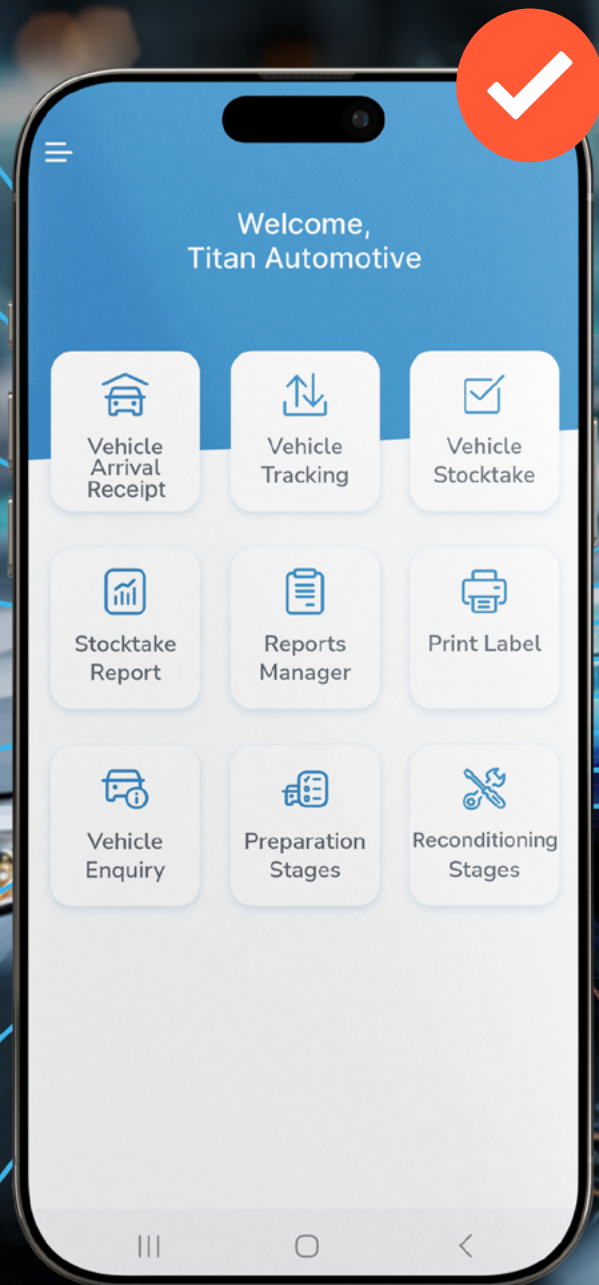 Welcome,
Titan Automotive
Vehicle
Arrival
Receipt
Vehicle
Tracking
Vehicle
Stocktake
Stocktake
Report
Reports
Manager
Print Label
Vehicle
Enquiry
Preparation
Stages
Reconditioning
Stages